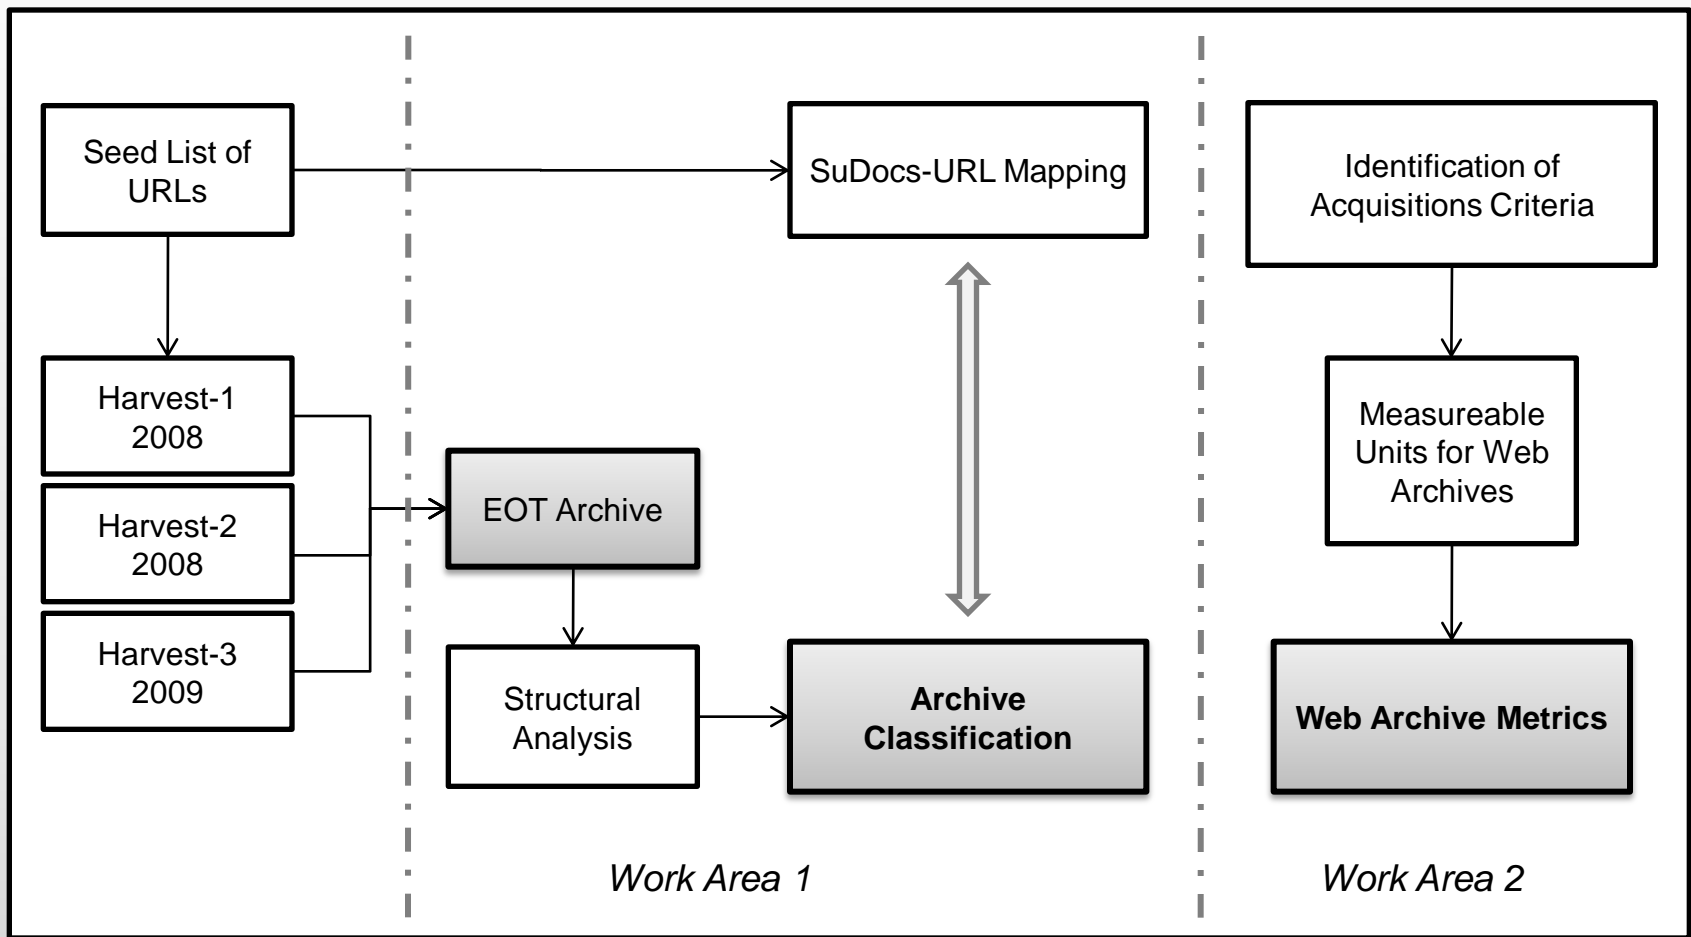 Seed List of
URLs
SuDocs-URL Mapping
Identification of
Acquisitions Criteria
Harvest-1
2008
Harvest-2
2008
Harvest-3
2009
EOT Archive
Structural
Analysis
Archive
Classification
Measureable
Units for Web
Archives
Web Archive Metrics
Work Area 1
Work Area 2